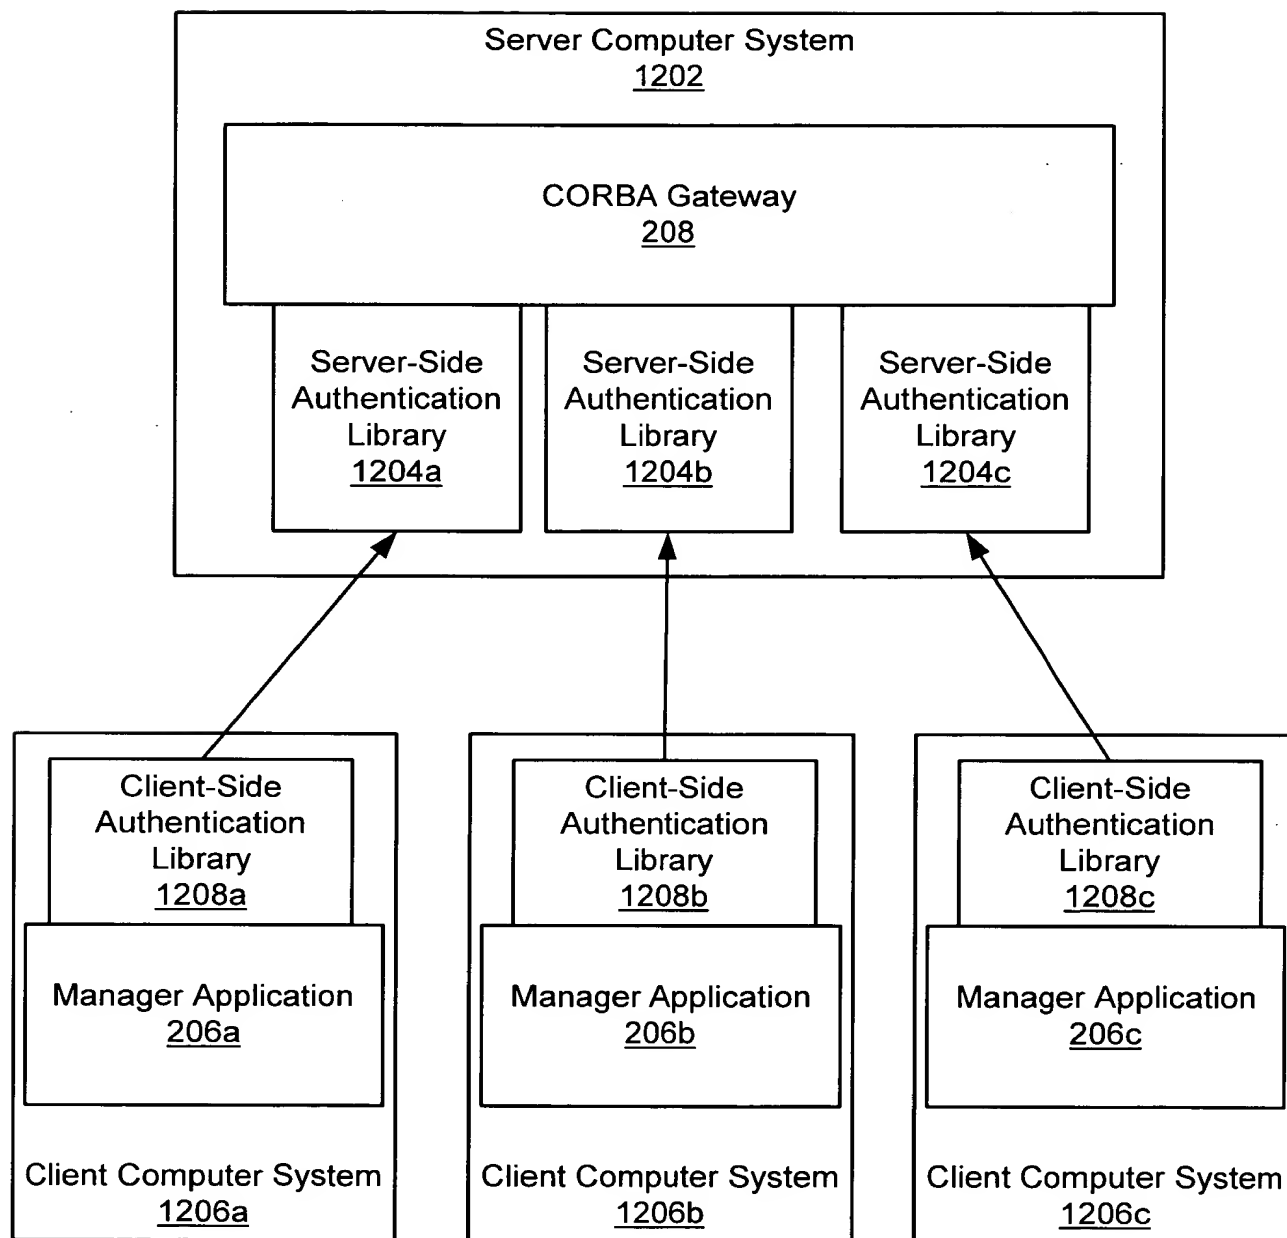 Server Computer System
1202
CORBA Gateway
208
Server-Side
Authentication
Library
1204a
Server-Side
Authentication
Library
1204b
Server-Side
Authentication
Library
1204c
Client-Side
Authentication
Library
1208a
Manager Application
206a
Client Computer System
1206a
Client-Side
Authentication
Library
1208b
Manager Application
206b
Client Computer System
1206b
Client-Side
Authentication
Library
1208c
Manager Application
206c
Client Computer System
1206c